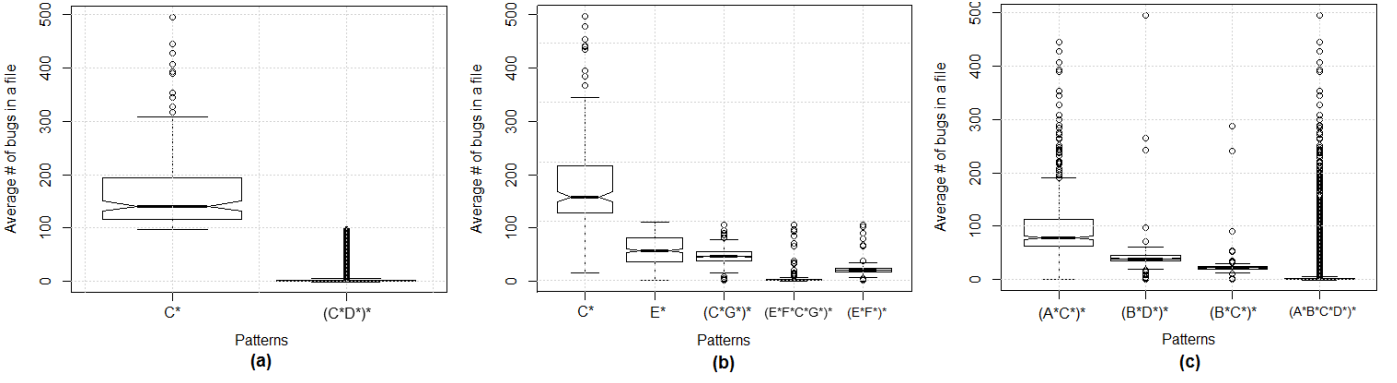 Average # of bugs in a file
500
400
300
200
100
0
C*
(C*D*)*
Patterns
(a)
Average # of bugs in a file
500
400
300
200
100
0
C*
E*
(C*G*)*
(E*F*C*G*)*
(E*F*)*
Patterns
(b)
Average # of bugs in a file
500
400
300
200
100
0
(A*C*)*
(B*D*)*
(B*C*)*
(A*B*C*D*)*
Patterns
(c)